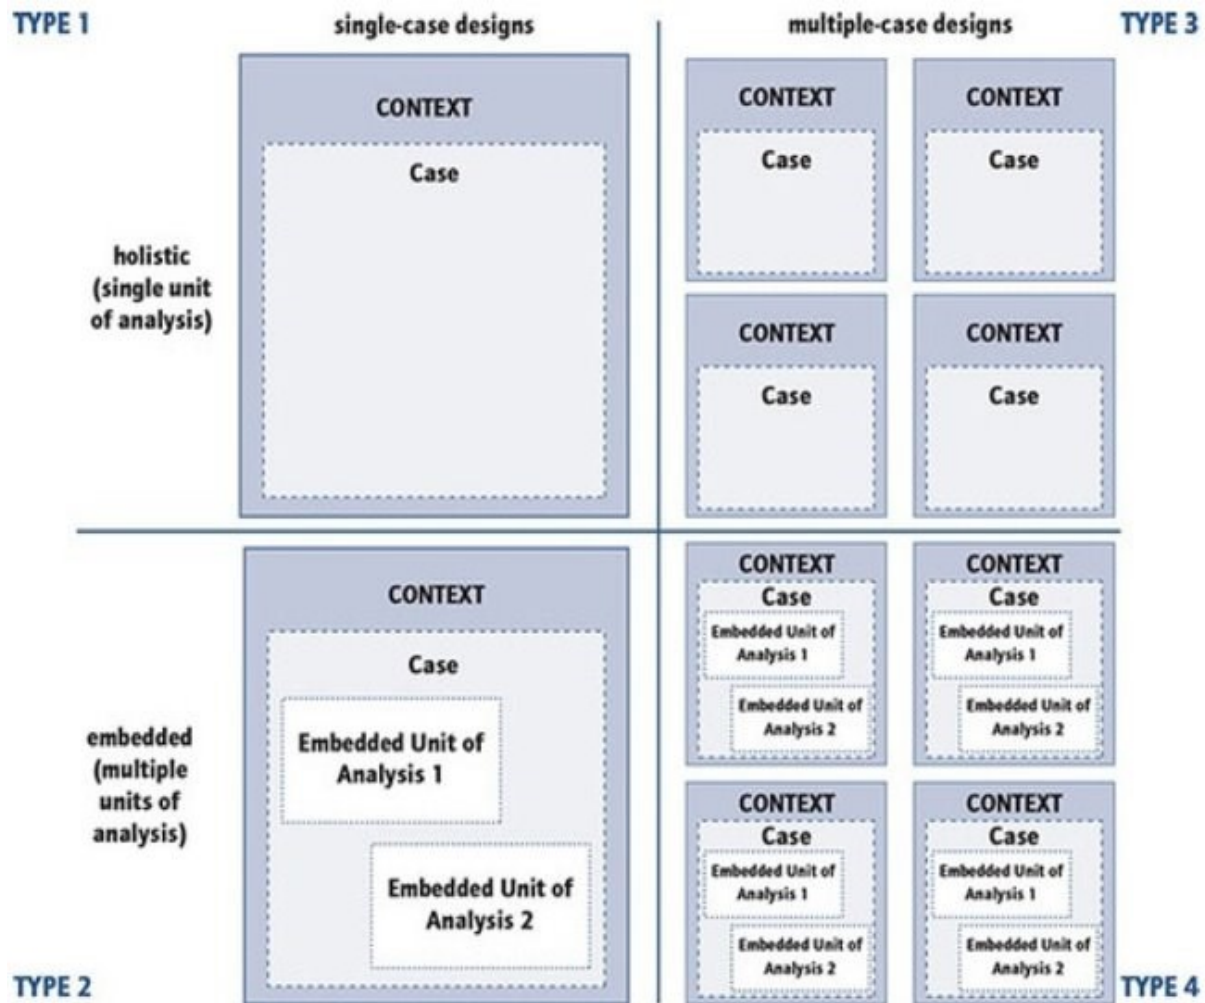 TYPE 1
single-case designs
multiple-case designs
TYPE 3
CONTEXT
Case
holistic
(single unit
of analysis)
CONTEXT
Case
CONTEXT
Case
CONTEXT
Case
CONTEXT
Case
CONTEXT
Case
Embedded Unit of
Analysis 1
Embedded Unit of
Analysis 2
embedded
(multiple
units of
analysis)
CONTEXT
Case
Embedded Unit of
Analysis 1
Embedded Unit of
Analysis 2
CONTEXT
Case
Embedded Unit of
Analysis 1
Embedded Unit of
Analysis 2
CONTEXT
Case
Embedded Unit of
Analysis 1
Embedded Unit of
Analysis 2
CONTEXT
Case
Embedded Unit of
Analysis 1
Embedded Unit of
Analysis 2
TYPE 2
TYPE 4